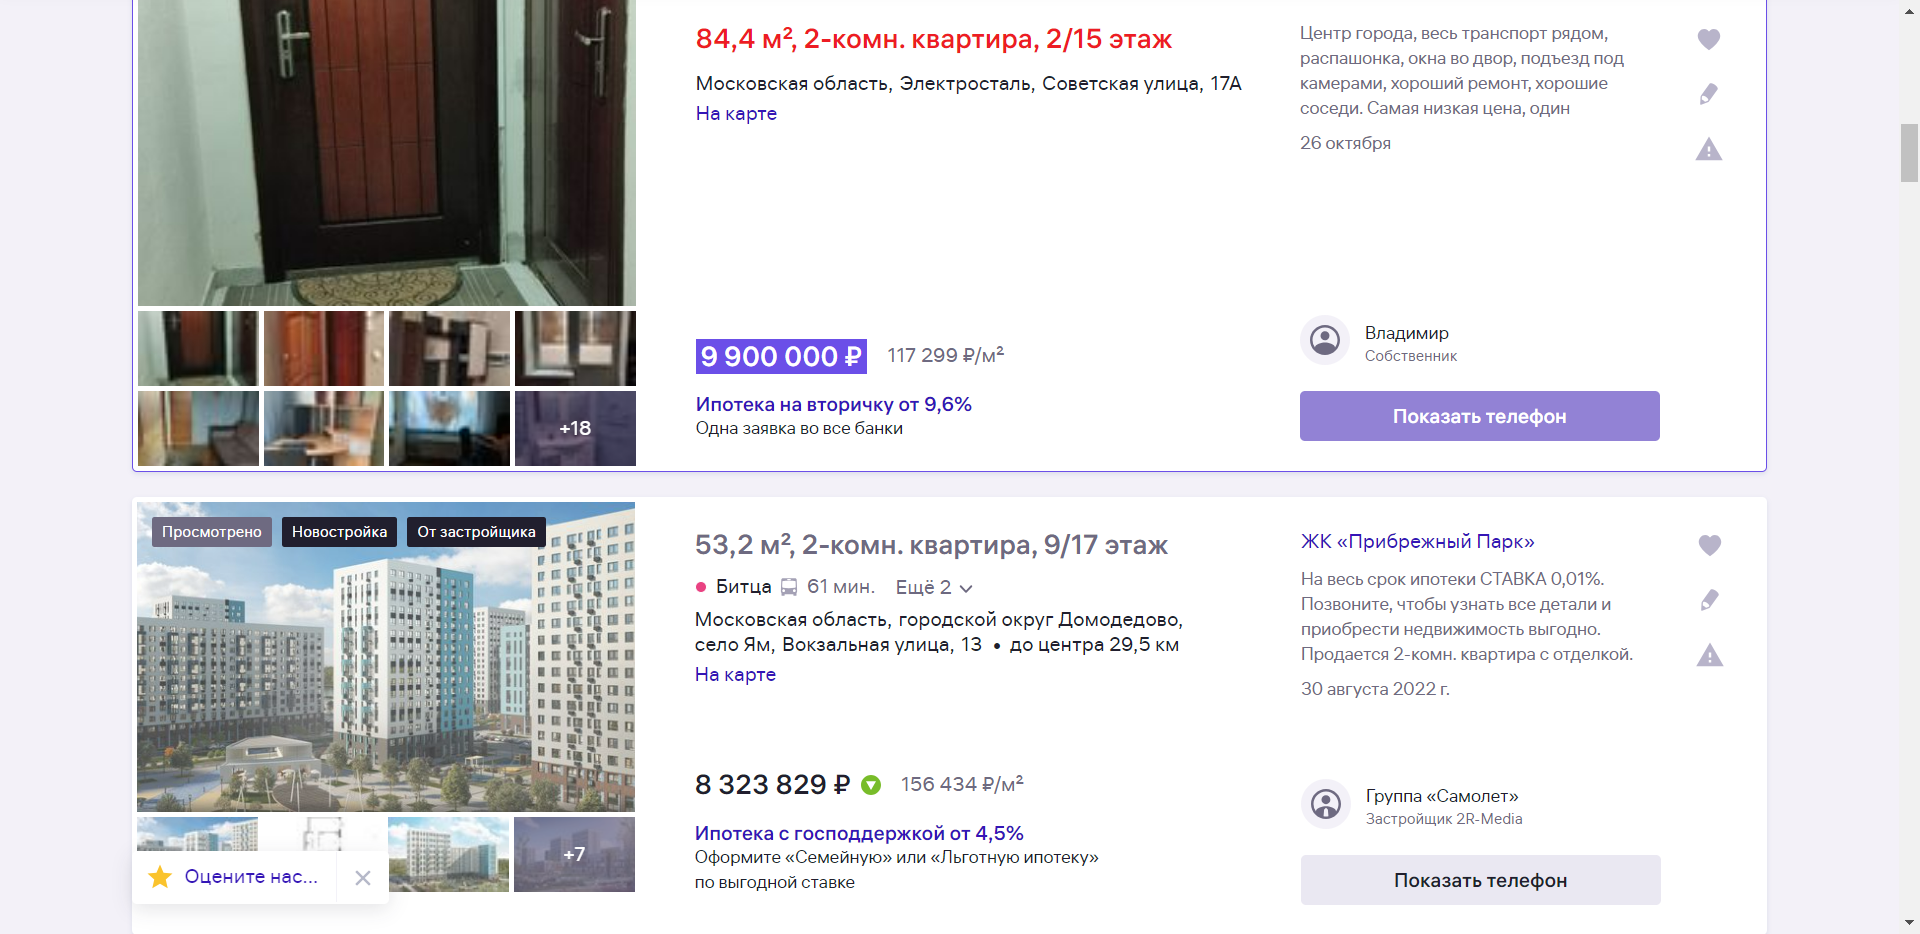 84,4 м², 2-комн. квартира, 2/15 этаж
Московская область, Электросталь, Советская улица, 17А
На карте
Центр города, весь транспорт рядом,
распашонка, окна во двор, подъезд под
камерами, хороший ремонт, хорошие
соседи. Самая низкая цена, один
26 октября
+18
9 900 000 ₽ 117 299 ₽/м²
Ипотека на вторичку от 9,6%
Одна заявка во все банки
Владимир
Собственник
Показать телефон
Просмотрено Новостройка От застройщика
53,2 м², 2-комн. квартира, 9/17 этаж
Битца 61 мин. Ещё 2
Московская область, городской округ Домодедово,
село Ям, Вокзальная улица, 13 • до центра 29,5 км
На карте
ЖК «Прибрежный Парк»
На весь срок ипотеки СТАВКА 0,01%.
Позвоните, чтобы узнать все детали и
приобрести недвижимость выгодно.
Продается 2-комн. квартира с отделкой.
30 августа 2022 г.
8 323 829 ₽ 156 434 ₽/м²
Ипотека с господдержкой от 4,5%
Оформите «Семейную» или «Льготную ипотеку»
по выгодной ставке
Группа «Самолет»
Застройщик 2R-Media
Показать телефон
+7
Оцените нас...